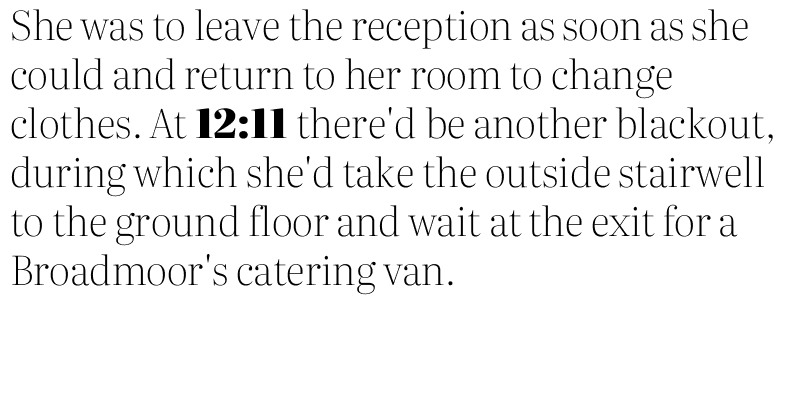 She was to leave the reception as soon as she
could and return to her room to change
clothes. At 12:11 there'd be another blackout,
during which she'd take the outside stairwell
to the ground floor and wait at the exit for a
Broadmoor's catering van.